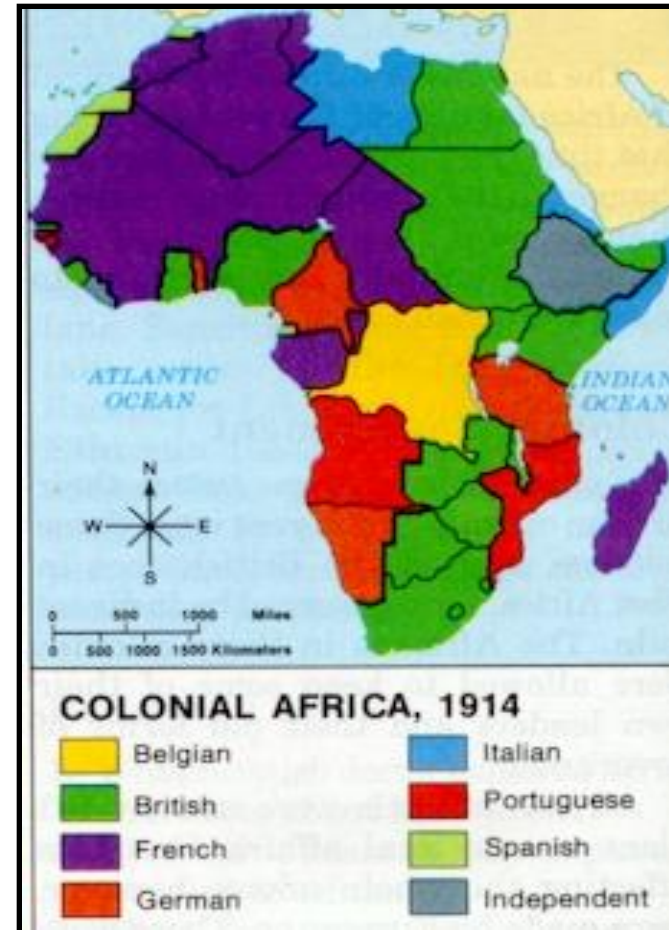 ATLANTIC
OCEAN
INDIAN
OCEAN
N
W E
S
0 500 1000 Miles
0 500 1000 1500 Kilometers
COLONIAL AFRICA, 1914
Belgian
British
French
German
Italian
Portuguese
Spanish
Independent